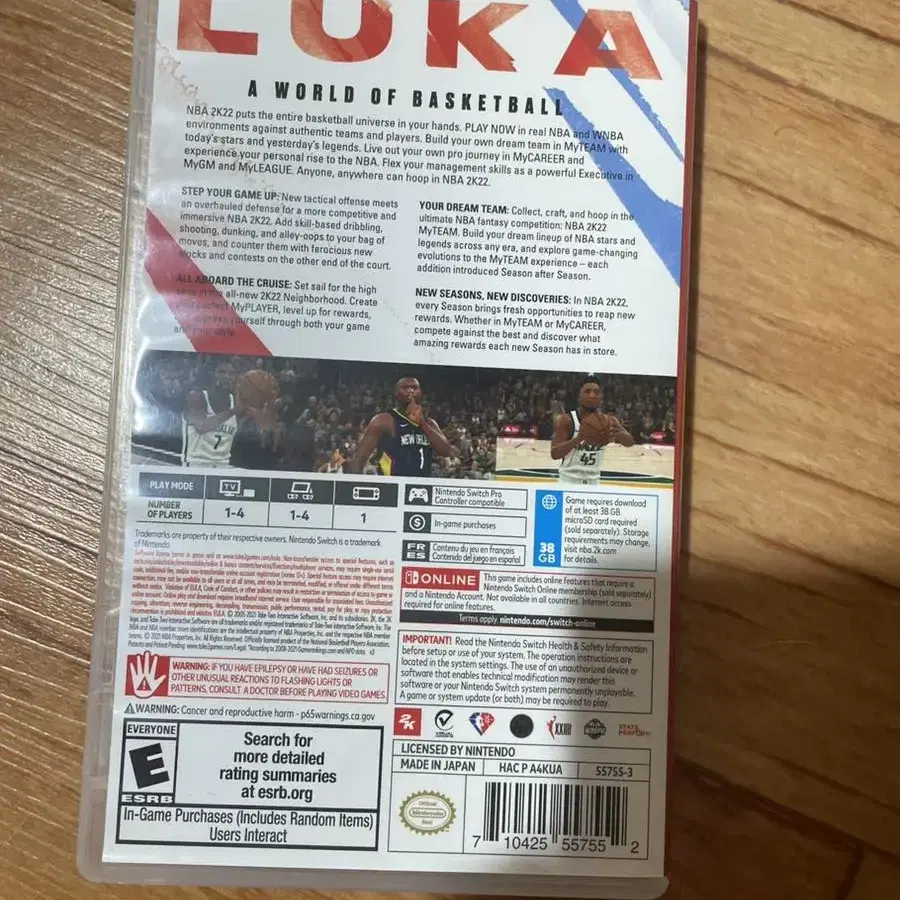 LUKA
A WORLD OF BASKETBALL
NBA 2K22 puts the entire basketball universe in your hands. PLAY NOW in real NBA and WNBA
environments against authentic teams and players. Build your own dream team in MyTEAM with
today's stars and yesterday's legends. Live out your own pro journey in MyCAREER and
experience your personal rise to the NBA. Flex your management skills as a powerful Executive in
MyGM and MyLEAGUE. Anyone, anywhere can hoop in NBA 2K22.
STEP YOUR GAME UP: New tactical offense meets
an overhauled defense for a more competitive and
immersive NBA 2K22. Add skill-based dribbling,
shooting, dunking, and alley-oops to your bag of
moves, and counter them with ferocious new
blocks and contests on the other end of the court.
ALL ABOARD THE CRUISE: Set sail for the high
seas in the all-new 2K22 Neighborhood. Create
your perfect MyPLAYER, level up for rewards,
express yourself through both your game
and your style.
YOUR DREAM TEAM: Collect, craft, and hoop in the
ultimate NBA fantasy competition: NBA 2K22
MyTEAM. Build your dream lineup of NBA stars and
legends across any era, and explore game-changing
evolutions to the MyTEAM experience – each
addition introduced Season after Season.
NEW SEASONS, NEW DISCOVERIES: In NBA 2K22,
every Season brings fresh opportunities to reap new
rewards. Whether in MyTEAM or MyCAREER,
compete against the best and discover what
amazing rewards each new Season has in store.
7
NEW ORLE
1
45
PLAY MODE
TV
NUMBER
OF PLAYERS
1-4
1-4
1
Nintendo Switch Pro
Controller compatible
In-game purchases
FR
ES
Contenu du jeu en français
Contenido del juego en español
38
GB
Game requires download
of at least 38 GB
microSD card required
(sold separately). Storage
requirements may change,
visit nba.2k.com
for details.
ONLINE
This game includes online features that require a
Nintendo Switch Online membership (sold separately)
and a Nintendo Account. Not available in all countries. Internet access
required for online features.
Terms apply. nintendo.com/switch-online
Trademarks are property of their respective owners. Nintendo Switch is a trademark
of Nintendo.
IMPORTANT! Read the Nintendo Switch Health & Safety Information
before setup or use of your system. The operation instructions are
located in the system settings. The use of an unauthorized device or
software that enables technical modification may render this
software or your Nintendo Switch system permanently unplayable.
A game or system update (or both) may be required to play.
WARNING: IF YOU HAVE EPILEPSY OR HAVE HAD SEIZURES OR
OTHER UNUSUAL REACTIONS TO FLASHING LIGHTS OR
PATTERNS, CONSULT A DOCTOR BEFORE PLAYING VIDEO GAMES.
WARNING: Cancer and reproductive harm - p65warnings.ca.gov
2K
EVERYONE
E
ESRB
Search for
more detailed
rating summaries
at esrb.org
In-Game Purchases (Includes Random Items)
Users Interact
LICENSED BY NINTENDO
MADE IN JAPAN
HAC P A4KUA
55755-3
Nintendo
7 10425 55755 2